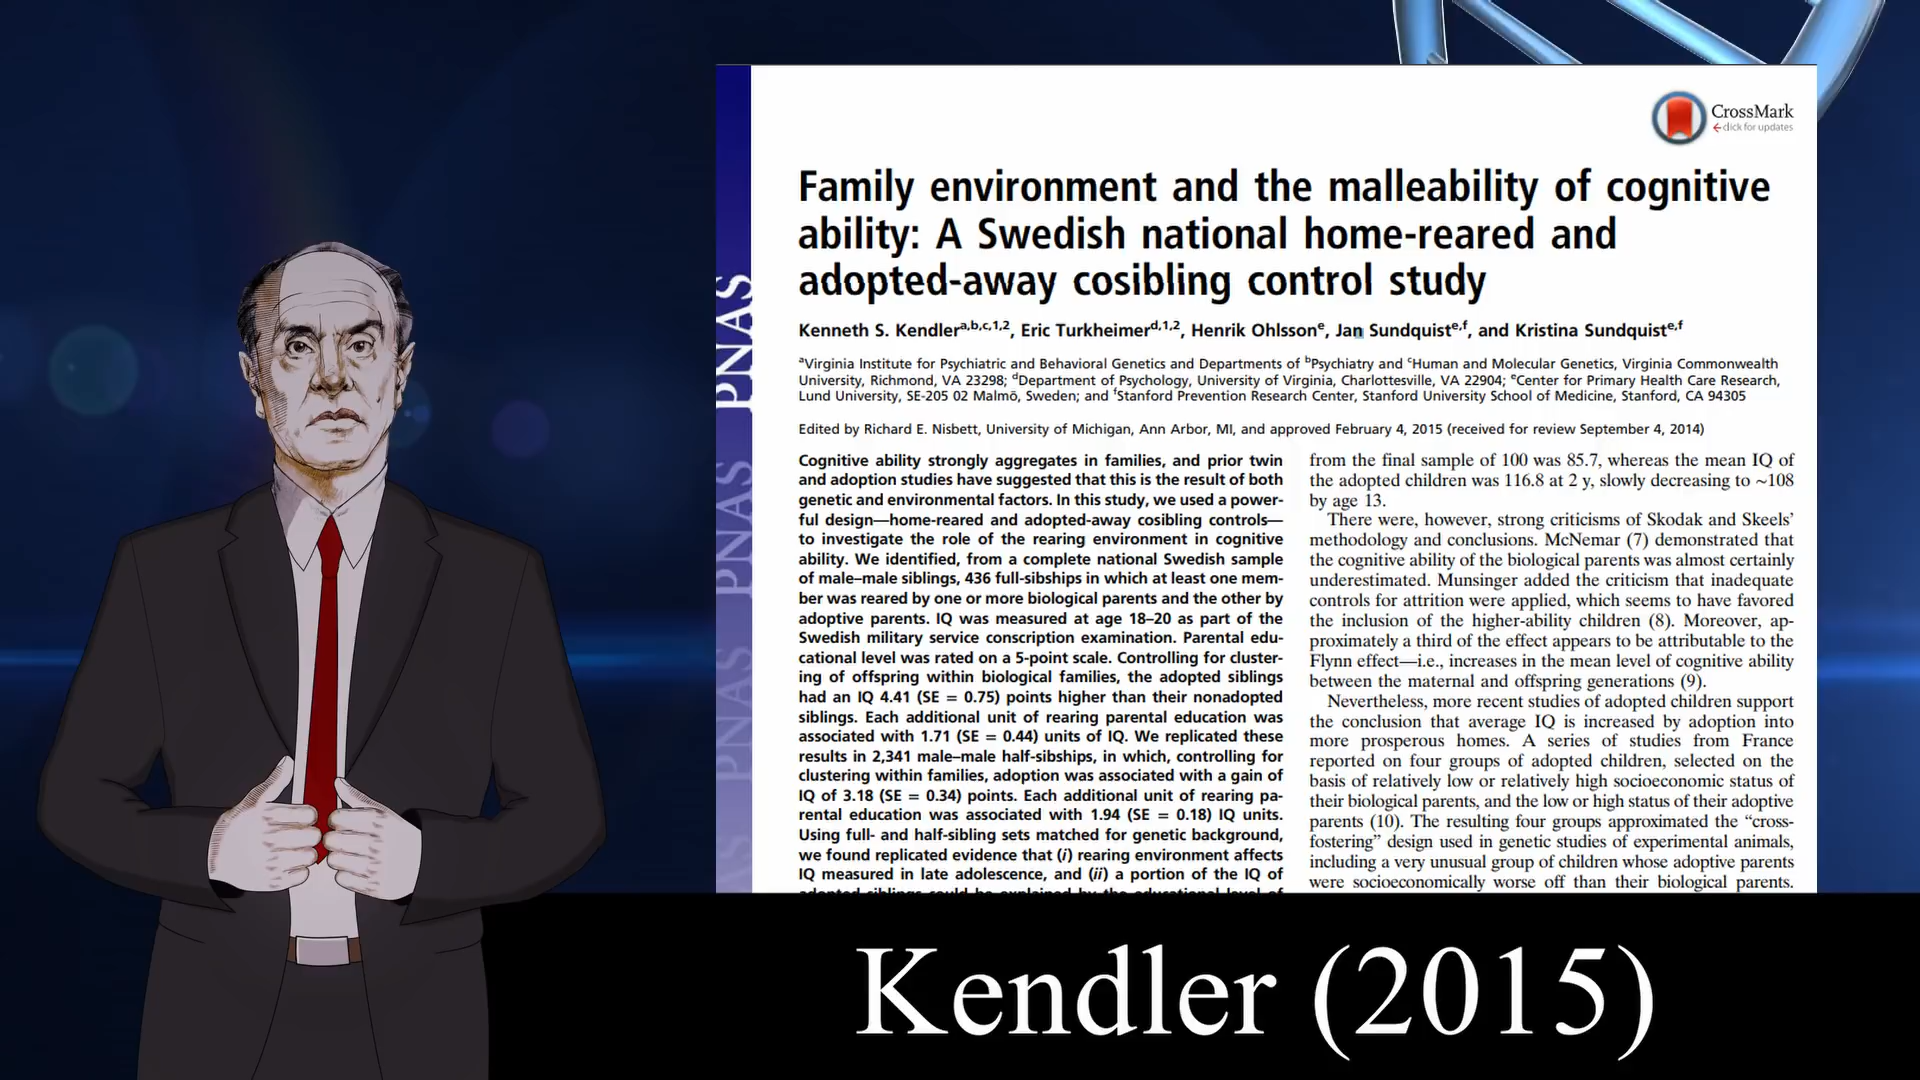 CrossMark
click for updates
Family environment and the malleability of cognitive
ability: A Swedish national home-reared and
adopted-away cosibling control study
Kenneth S. Kendlera,b,c,1,2, Eric Turkheimerd,1,2, Henrik Ohlssone, Jan Sundquiste,f, and Kristina Sundquiste,f
aVirginia Institute for Psychiatric and Behavioral Genetics and Departments of bPsychiatry and cHuman and Molecular Genetics, Virginia Commonwealth
University, Richmond, VA 23298; dDepartment of Psychology, University of Virginia, Charlottesville, VA 22904; eCenter for Primary Health Care Research,
Lund University, SE-205 02 Malmö, Sweden; and fStanford Prevention Research Center, Stanford University School of Medicine, Stanford, CA 94305
Edited by Richard E. Nisbett, University of Michigan, Ann Arbor, MI, and approved February 4, 2015 (received for review September 4, 2014)
Cognitive ability strongly aggregates in families, and prior twin
and adoption studies have suggested that this is the result of both
genetic and environmental factors. In this study, we used a power-
ful design—home-reared and adopted-away cosibling controls—
to investigate the role of the rearing environment in cognitive
ability. We identified, from a complete national Swedish sample
of male–male siblings, 436 full-sibships in which at least one mem-
ber was reared by one or more biological parents and the other by
adoptive parents. IQ was measured at age 18–20 as part of the
Swedish military service conscription examination. Parental edu-
cational level was rated on a 5-point scale. Controlling for cluster-
ing of offspring within biological families, the adopted siblings
had an IQ 4.41 (SE = 0.75) points higher than their nonadopted
siblings. Each additional unit of rearing parental education was
associated with 1.71 (SE = 0.44) units of IQ. We replicated these
results in 2,341 male–male half-sibships, in which, controlling for
clustering within families, adoption was associated with a gain of
IQ of 3.18 (SE = 0.34) points. Each additional unit of rearing pa-
rental education was associated with 1.94 (SE = 0.18) IQ units.
Using full- and half-sibling sets matched for genetic background,
we found replicated evidence that (i) rearing environment affects
IQ measured in late adolescence, and (ii) a portion of the IQ of
adopted siblings could be explained by the educational level of
from the final sample of 100 was 85.7, whereas the mean IQ of
the adopted children was 116.8 at 2 y, slowly decreasing to ~108
by age 13.
There were, however, strong criticisms of Skodak and Skeels'
methodology and conclusions. McNemar (7) demonstrated that
the cognitive ability of the biological parents was almost certainly
underestimated. Munsinger added the criticism that inadequate
controls for attrition were applied, which seems to have favored
the inclusion of the higher-ability children (8). Moreover, ap-
proximately a third of the effect appears to be attributable to the
Flynn effect—i.e., increases in the mean level of cognitive ability
between the maternal and offspring generations (9).
Nevertheless, more recent studies of adopted children support
the conclusion that average IQ is increased by adoption into
more prosperous homes. A series of studies from France
reported on four groups of adopted children, selected on the
basis of relatively low or relatively high socioeconomic status of
their biological parents, and the low or high status of their adoptive
parents (10). The resulting four groups approximated the “cross-
fostering” design used in genetic studies of experimental animals,
including a very unusual group of children whose adoptive parents
were socioeconomically worse off than their biological parents.
PNAS
PNAS
PNAS
PNAS
Kendler (2015)